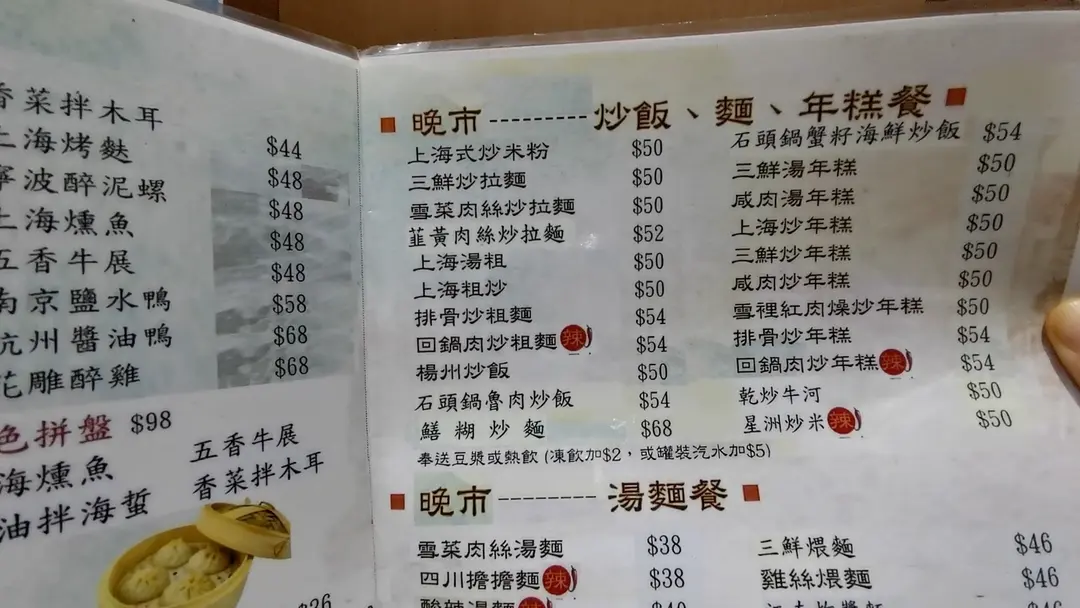 香菜拌木耳 $44
上海烤麩 $48
寧波醉泥螺 $48
上海燻魚 $48
五香牛展 $48
南京鹽水鴨 $58
杭州醬油鴨 $68
花雕醉雞 $68
色拼盤 $98
海燻魚 五香牛展
油拌海蜇 香菜拌木耳
晚市---------炒飯、麵、年糕餐
上海式炒米粉 $50
三鮮炒拉麵 $50
雪菜肉絲炒拉麵 $50
韮黃肉絲炒拉麵 $52
上海湯粗 $50
上海粗炒 $50
排骨炒粗麵 $54
回鍋肉炒粗麵 辣 $54
楊州炒飯 $50
石頭鍋魯肉炒飯 $54
鱔糊炒麵 $68
石頭鍋蟹籽海鮮炒飯 $54
三鮮湯年糕 $50
咸肉湯年糕 $50
上海炒年糕 $50
三鮮炒年糕 $50
咸肉炒年糕 $50
雪裡紅肉燥炒年糕 $50
排骨炒年糕 $54
回鍋肉炒年糕 辣 $54
乾炒牛河 $50
星洲炒米 辣 $50
奉送豆漿或熱飲 (凍飲加$2，或罐裝汽水加$5)
晚市---------湯麵餐
雪菜肉絲湯麵 $38
四川擔擔麵 辣 $38
三鮮煨麵 $46
雞絲煨麵 $46